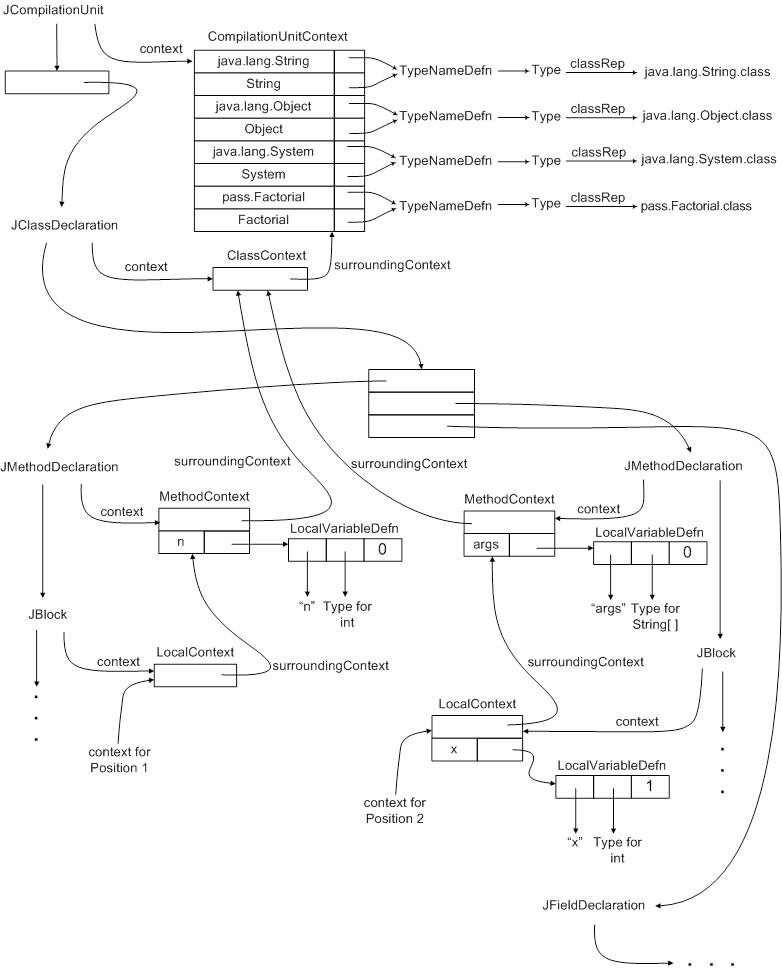 JCompilationUnit
context
CompilationUnitContext
java.lang.String
String
java.lang.Object
Object
java.lang.System
System
pass.Factorial
Factorial
TypeNameDefn
Type
classRep
java.lang.String.class
TypeNameDefn
Type
classRep
java.lang.Object.class
TypeNameDefn
Type
classRep
java.lang.System.class
TypeNameDefn
Type
classRep
pass.Factorial.class
JClassDeclaration
context
ClassContext
surroundingContext
JMethodDeclaration
context
surroundingContext
MethodContext
n
LocalVariableDefn
0
“n”
Type for
int
JBlock
context
LocalContext
surroundingContext
context for
Position 1
surroundingContext
JMethodDeclaration
context
MethodContext
args
LocalVariableDefn
0
“args”
Type for
String[ ]
JBlock
surroundingContext
context
LocalContext
x
LocalVariableDefn
1
context for
Position 2
“x”
Type for
int
JFieldDeclaration